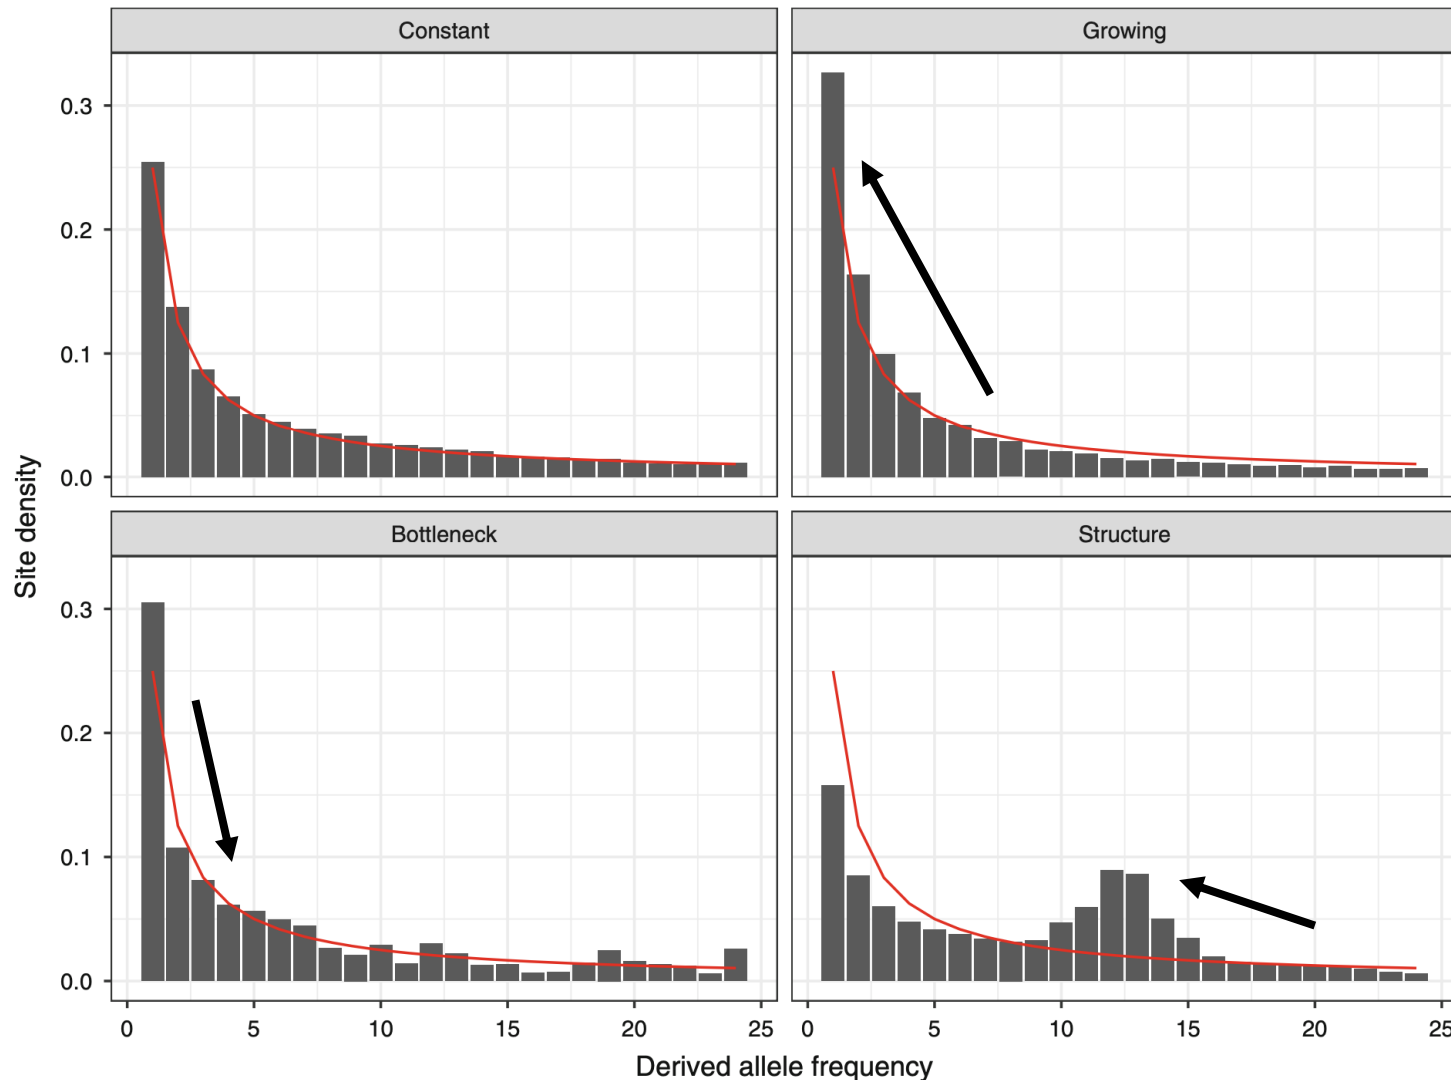 Constant
Growing
0.3
0.2
0.1
0.0
Bottleneck
Structure
0.3
0.2
0.1
0.0
0 5 10 15 20 25
0 5 10 15 20 25
Site density
Derived allele frequency